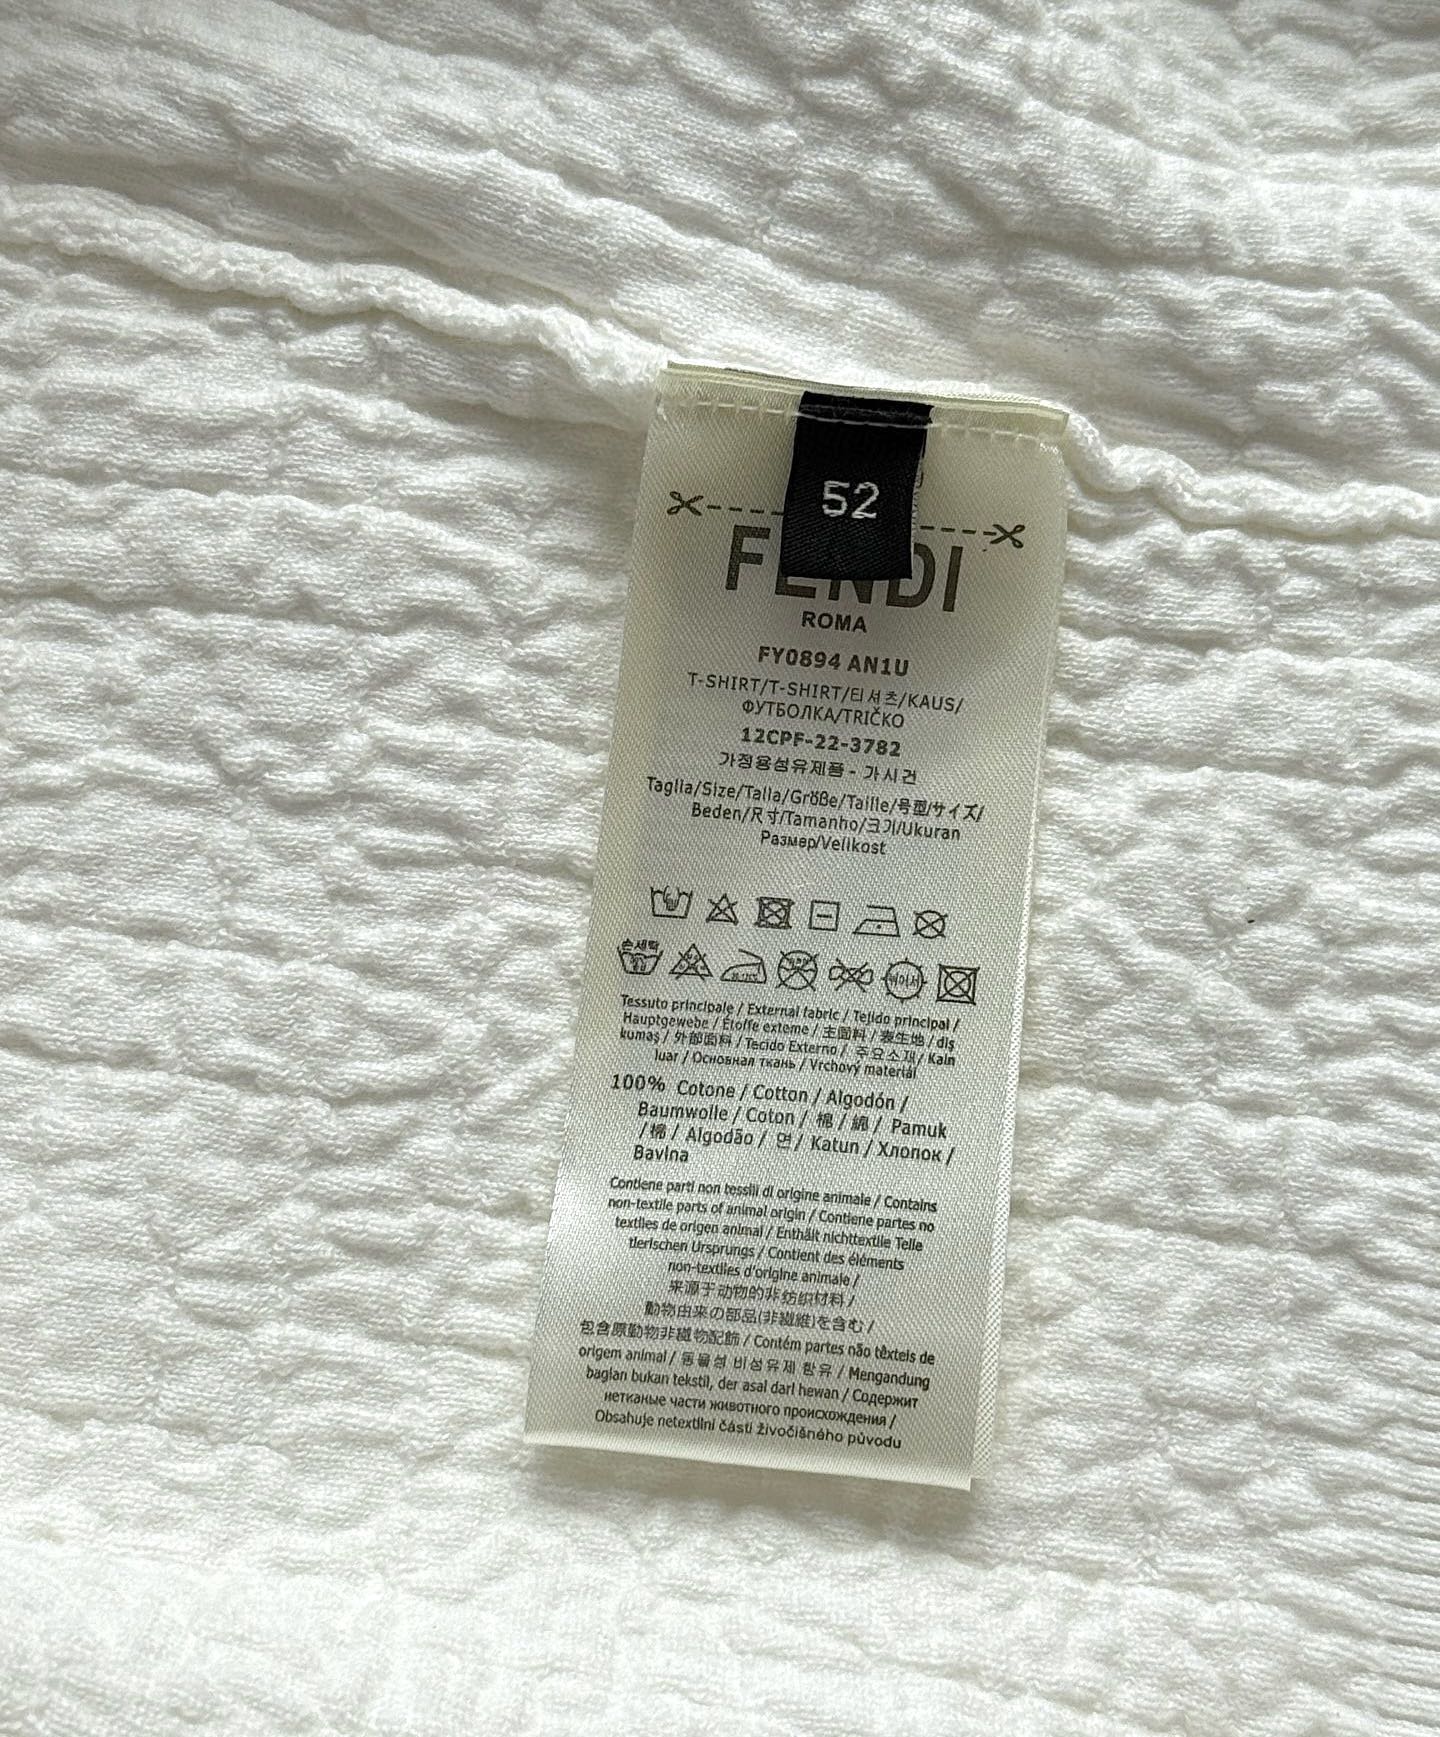 52
FENDI
ROMA
FY0894 AN1U
T-SHIRT/T-SHIRT/티셔츠/KAUS/
ФУТБОЛКА/TRIČKO
12CPF-22-3782
가정용섬유제품 - 가시건
Taglia/Size/Talla/Größe/Taille/号型/サイズ/
Beden/尺寸/Tamanho/크기/Ukuran
Размер/Velikost
손세탁
Tessuto principale / External fabric / Tejido principal /
Hauptgewebe / Étoffe externe / 主面料 / 表生地 / dış
kumaş / 外部面料 / Tecido Externo / 주요소재 / Kain
luar / Основная ткань / Vrchový materiál
100% Cotone / Cotton / Algodón /
Baumwolle / Coton / 棉 / 綿 / Pamuk
/ 棉 / Algodão / 면 / Katun / Хлопок /
Bavlna
Contiene parti non tessili di origine animale / Contains
non-textile parts of animal origin / Contiene partes no
textiles de origen animal / Enthält nichttextile Teile
tierischen Ursprungs / Contient des éléments
non-textiles d'origine animale /
来源于动物的非纺织材料 /
動物由来の部品(非繊維)を含む /
包含原動物非織物配飾 / Contém partes não têxteis de
origem animal / 동물성 비섬유제 함유 / Mengandung
bagian bukan tekstil, der asal dari hewan / Содержит
нетканые части животного происхождения /
Obsahuje netextilní části živočišného původu